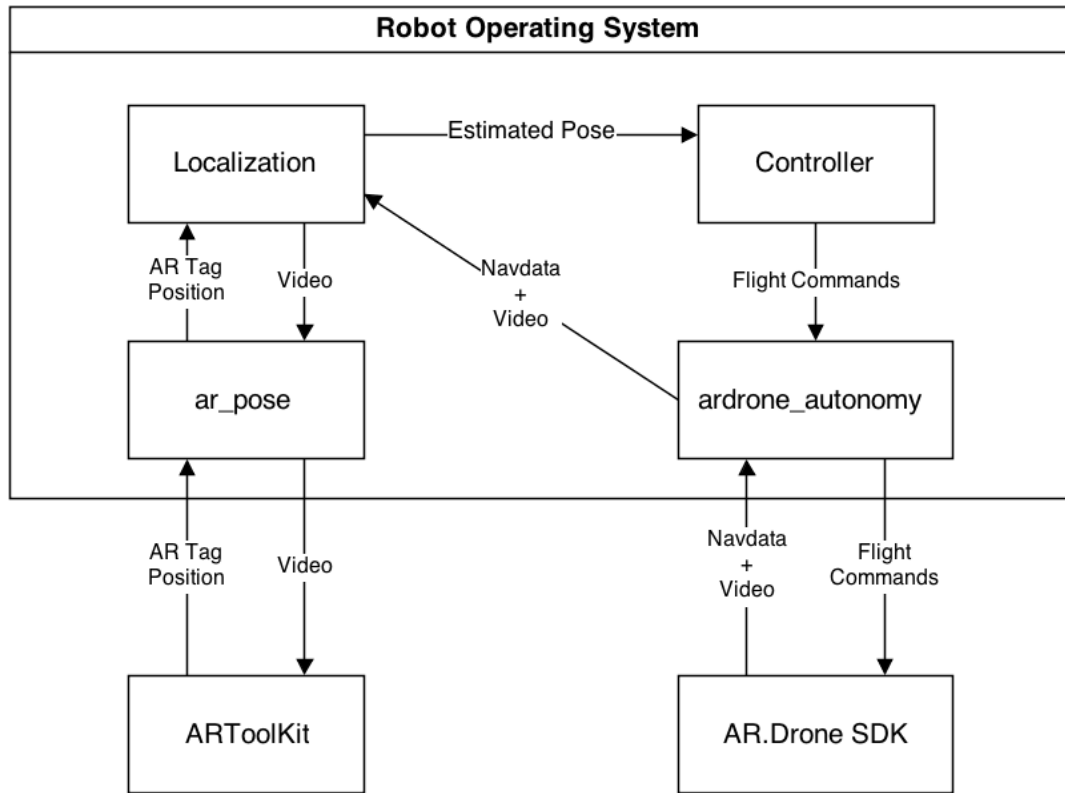 Robot Operating System
Localization
Estimated Pose
Controller
AR Tag
Position
Video
Navdata
+
Video
Flight Commands
ar_pose
ardrone_autonomy
AR Tag
Position
Video
Navdata
+
Video
Flight
Commands
ARToolKit
AR.Drone SDK